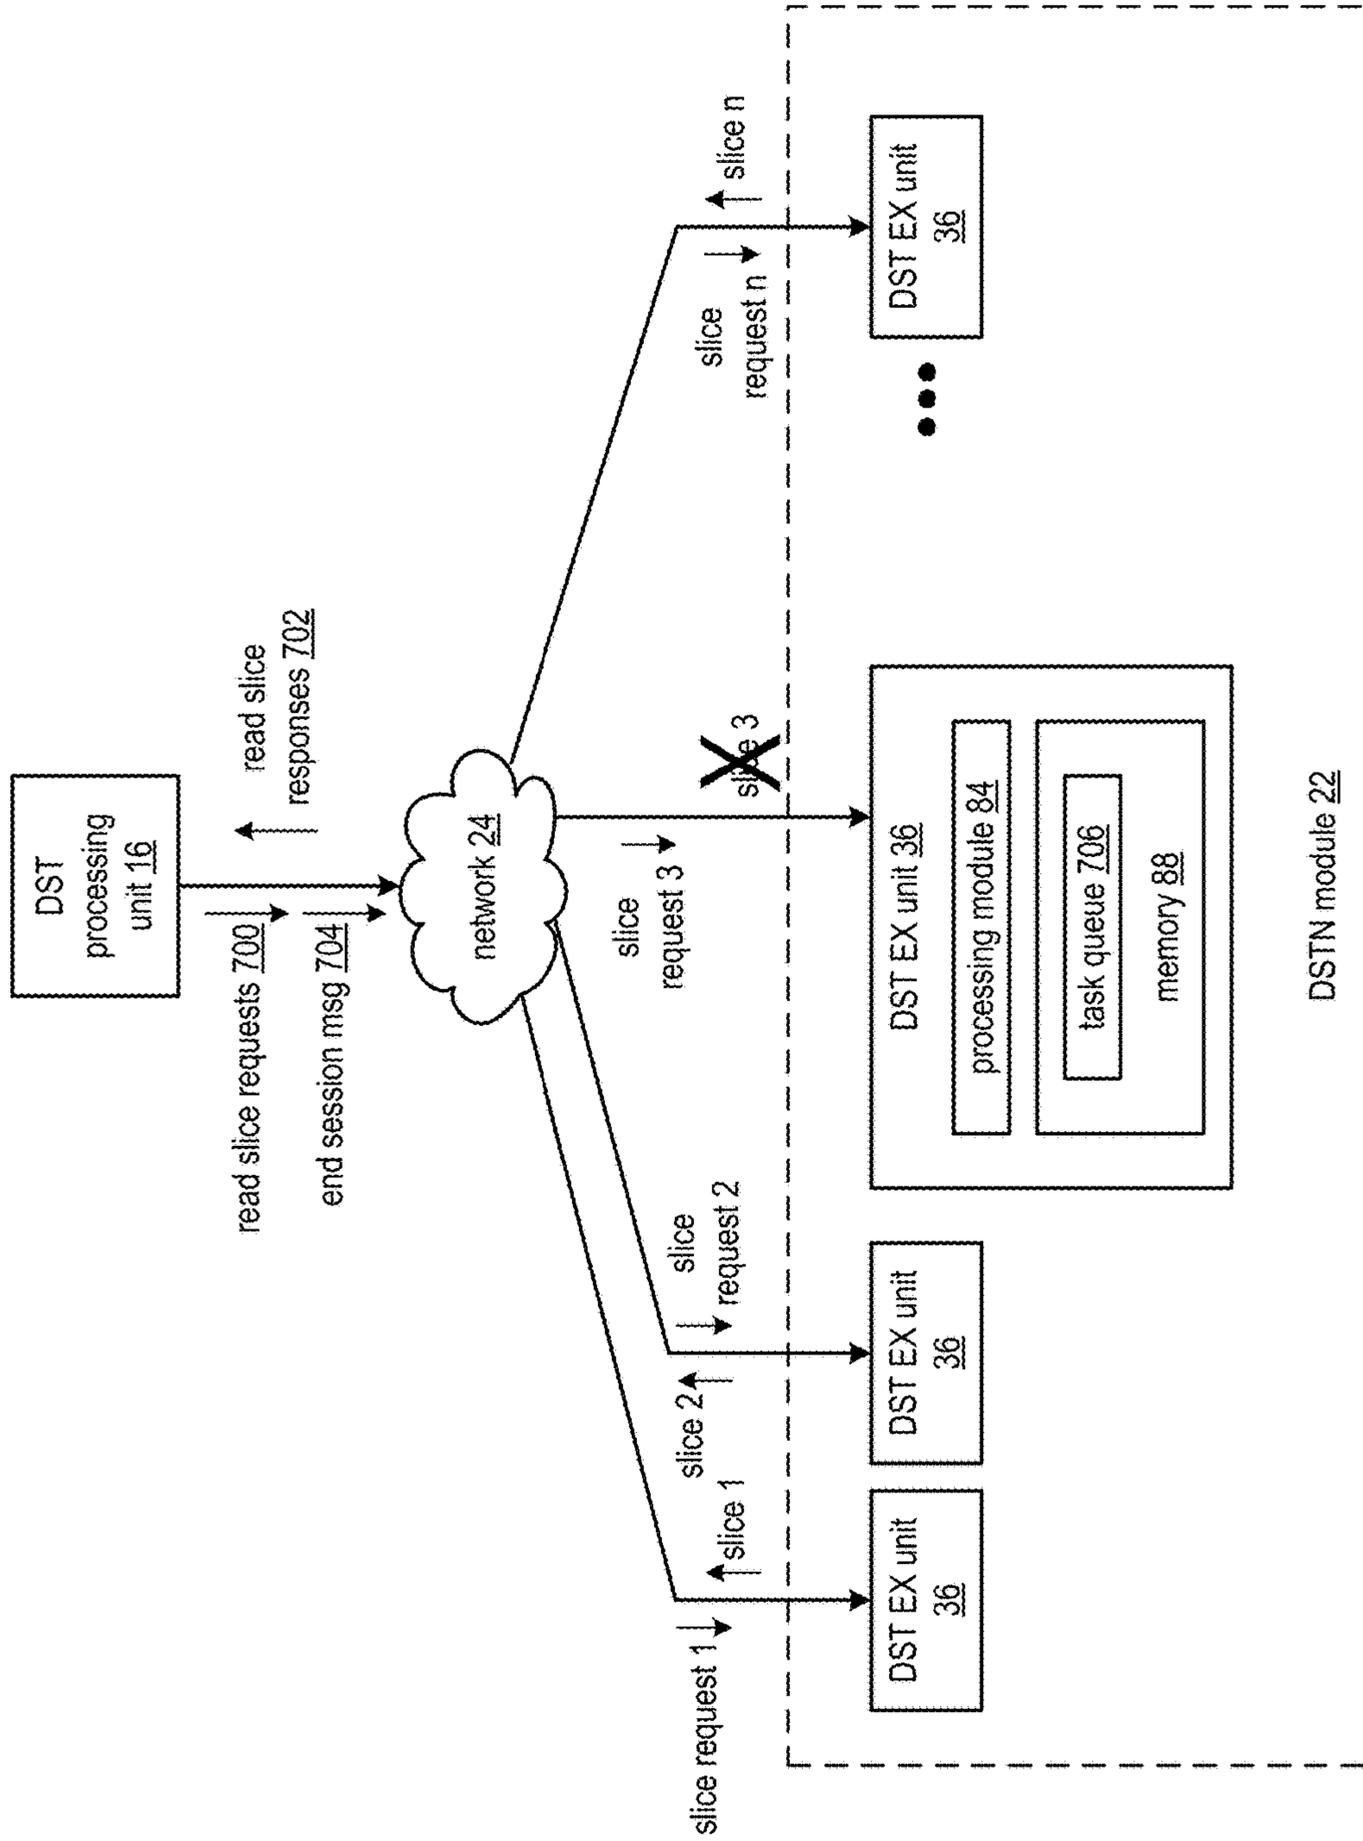 DST
processing
unit 16
read slice requests 700
end session msg 704
read slice
responses 702
network 24
slice request 1
slice 1
slice 2
slice
request 2
slice
request 3
slice 3
slice
request n
slice n
DST EX unit
36
DST EX unit
36
DST EX unit 36
processing module 84
task queue 706
memory 88
DST EX unit
36
DSTN module 22